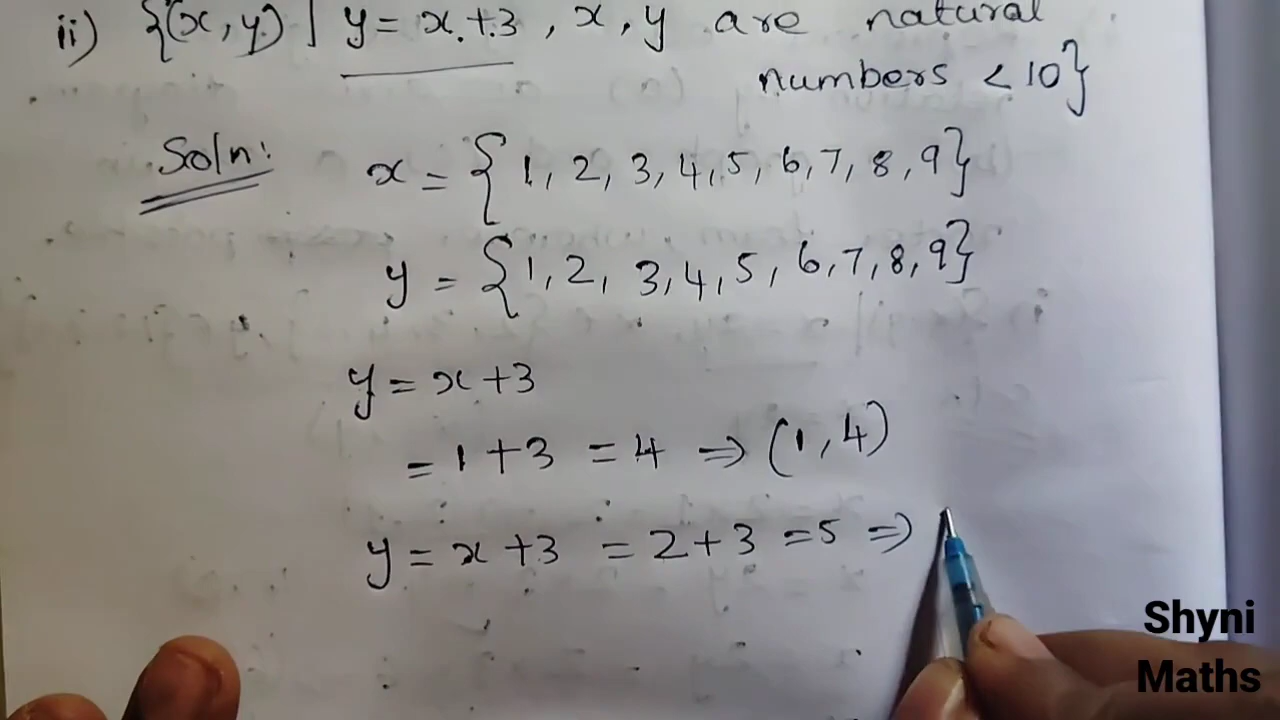 ii) {(x, y) | y = x + 3, x, y are natural
numbers < 10}
Soln:
x = {1, 2, 3, 4, 5, 6, 7, 8, 9}
y = {1, 2, 3, 4, 5, 6, 7, 8, 9}
y = x + 3
= 1 + 3 = 4 ⇒ (1, 4)
y = x + 3 = 2 + 3 = 5 ⇒
Shyni
Maths